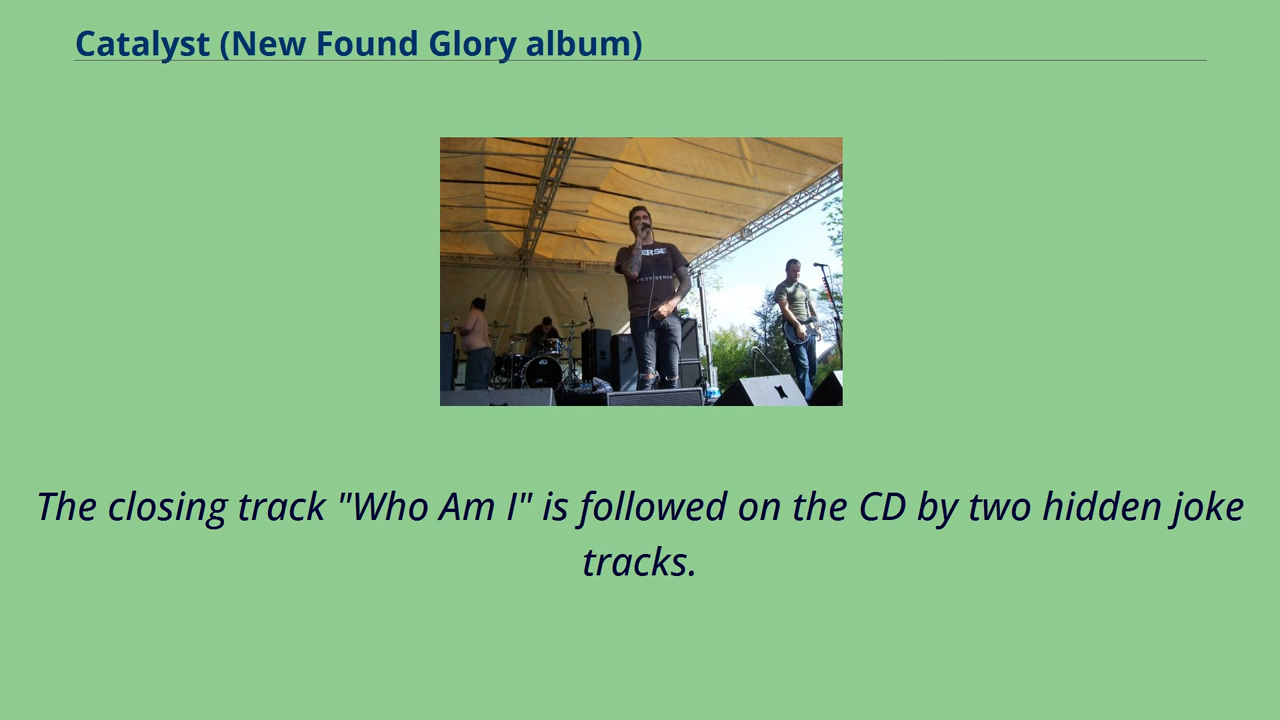 Catalyst (New Found Glory album)
The closing track "Who Am I" is followed on the CD by two hidden joke
tracks.